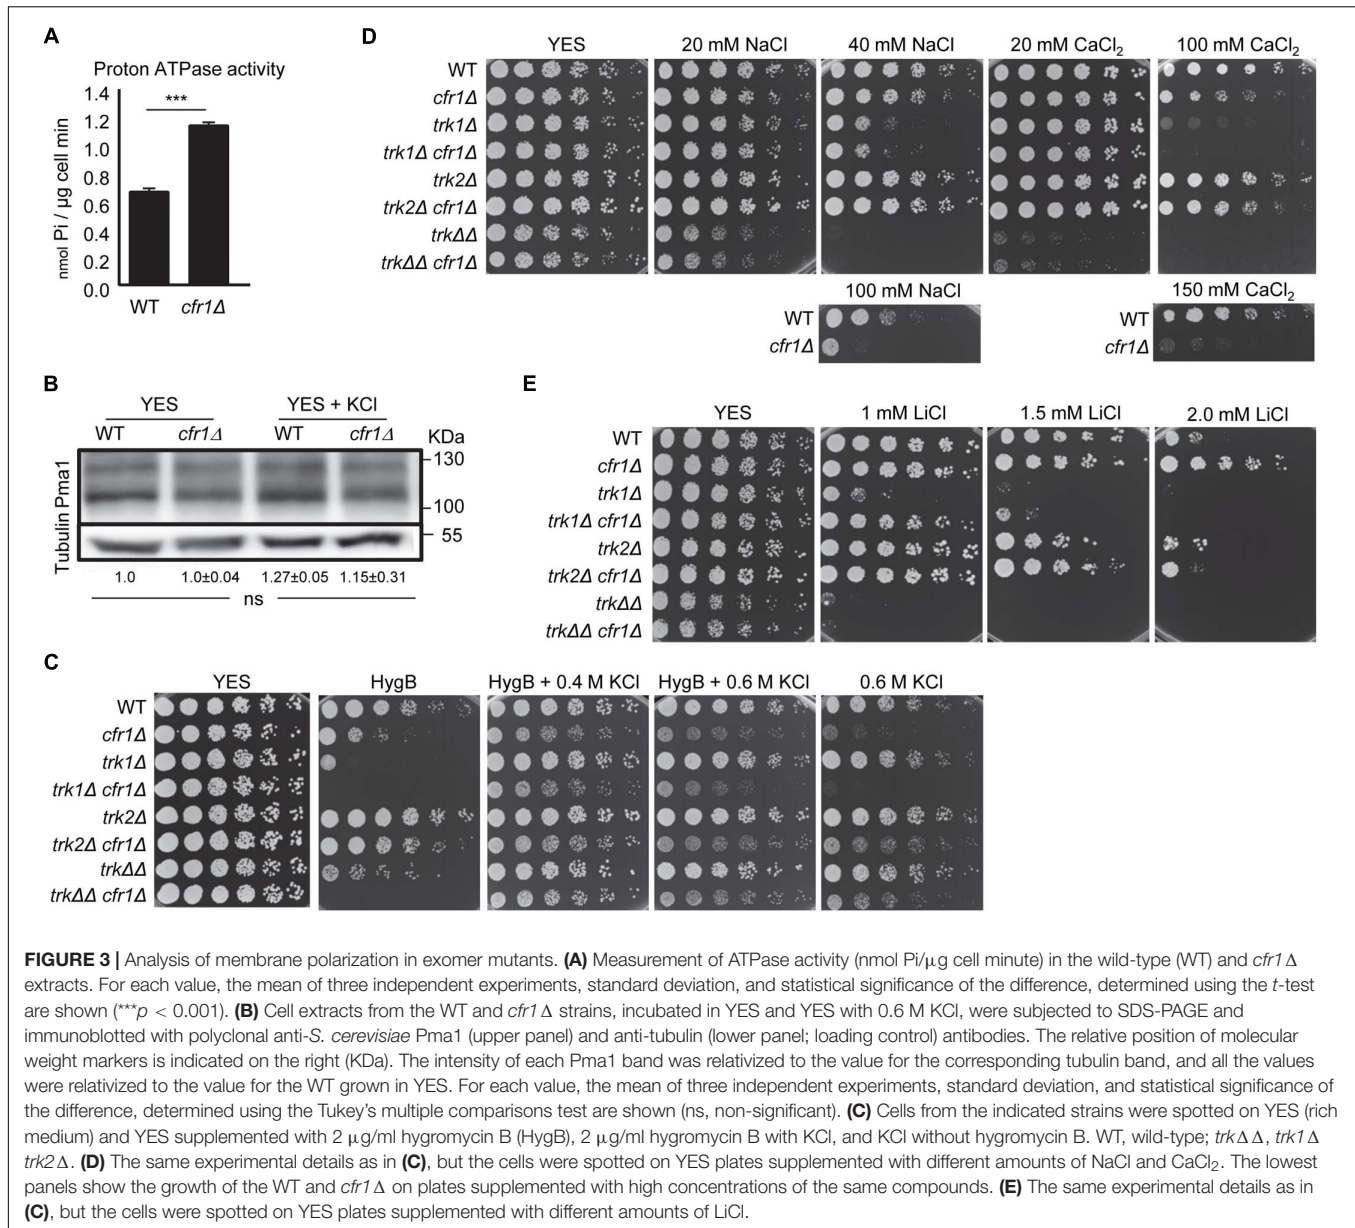 A
Proton ATPase activity
***
1.4
1.2
1.0
0.8
0.6
0.4
0.2
0.0
nmol Pi / µg cell min
WT cfr1Δ
B
YES YES + KCl
WT cfr1Δ WT cfr1Δ KDa
130
100
55
Tubulin Pma1
1.0 1.0±0.04 1.27±0.05 1.15±0.31
ns
C
YES HygB HygB + 0.4 M KCl HygB + 0.6 M KCl 0.6 M KCl
WT
cfr1Δ
trk1Δ
trk1Δ cfr1Δ
trk2Δ
trk2Δ cfr1Δ
trkΔΔ
trkΔΔ cfr1Δ
D
YES 20 mM NaCl 40 mM NaCl 20 mM CaCl₂ 100 mM CaCl₂
WT
cfr1Δ
trk1Δ
trk1Δ cfr1Δ
trk2Δ
trk2Δ cfr1Δ
trkΔΔ
trkΔΔ cfr1Δ
100 mM NaCl 150 mM CaCl₂
WT WT
cfr1Δ cfr1Δ
E
YES 1 mM LiCl 1.5 mM LiCl 2.0 mM LiCl
WT
cfr1Δ
trk1Δ
trk1Δ cfr1Δ
trk2Δ
trk2Δ cfr1Δ
trkΔΔ
trkΔΔ cfr1Δ
FIGURE 3 | Analysis of membrane polarization in exomer mutants. (A) Measurement of ATPase activity (nmol Pi/µg cell minute) in the wild-type (WT) and cfr1Δ
extracts. For each value, the mean of three independent experiments, standard deviation, and statistical significance of the difference, determined using the t-test
are shown (***p < 0.001). (B) Cell extracts from the WT and cfr1Δ strains, incubated in YES and YES with 0.6 M KCl, were subjected to SDS-PAGE and
immunoblotted with polyclonal anti-S. cerevisiae Pma1 (upper panel) and anti-tubulin (lower panel; loading control) antibodies. The relative position of molecular
weight markers is indicated on the right (KDa). The intensity of each Pma1 band was relativized to the value for the corresponding tubulin band, and all the values
were relativized to the value for the WT grown in YES. For each value, the mean of three independent experiments, standard deviation, and statistical significance of
the difference, determined using the Tukey's multiple comparisons test are shown (ns, non-significant). (C) Cells from the indicated strains were spotted on YES (rich
medium) and YES supplemented with 2 µg/ml hygromycin B (HygB), 2 µg/ml hygromycin B with KCl, and KCl without hygromycin B. WT, wild-type; trkΔΔ, trk1Δ
trk2Δ. (D) The same experimental details as in (C), but the cells were spotted on YES plates supplemented with different amounts of NaCl and CaCl₂. The lowest
panels show the growth of the WT and cfr1Δ on plates supplemented with high concentrations of the same compounds. (E) The same experimental details as in
(C), but the cells were spotted on YES plates supplemented with different amounts of LiCl.